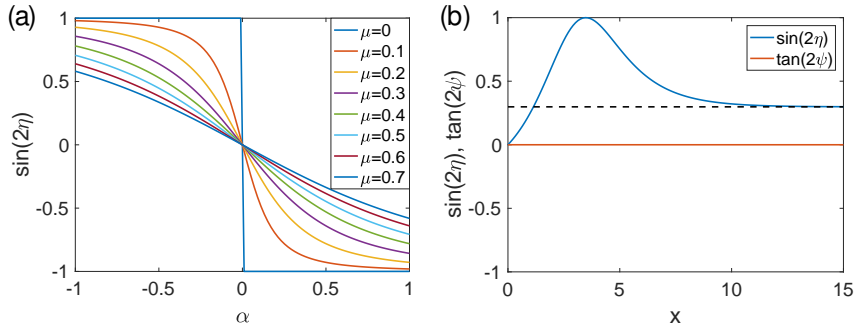 (a)
1
0.5
0
-0.5
-1
sin(2η)
-1
-0.5
0
0.5
1
α
μ=0
μ=0.1
μ=0.2
μ=0.3
μ=0.4
μ=0.5
μ=0.6
μ=0.7
(b)
1
0.5
0
-0.5
-1
sin(2η), tan(2ψ)
0
5
10
15
x
sin(2η)
tan(2ψ)